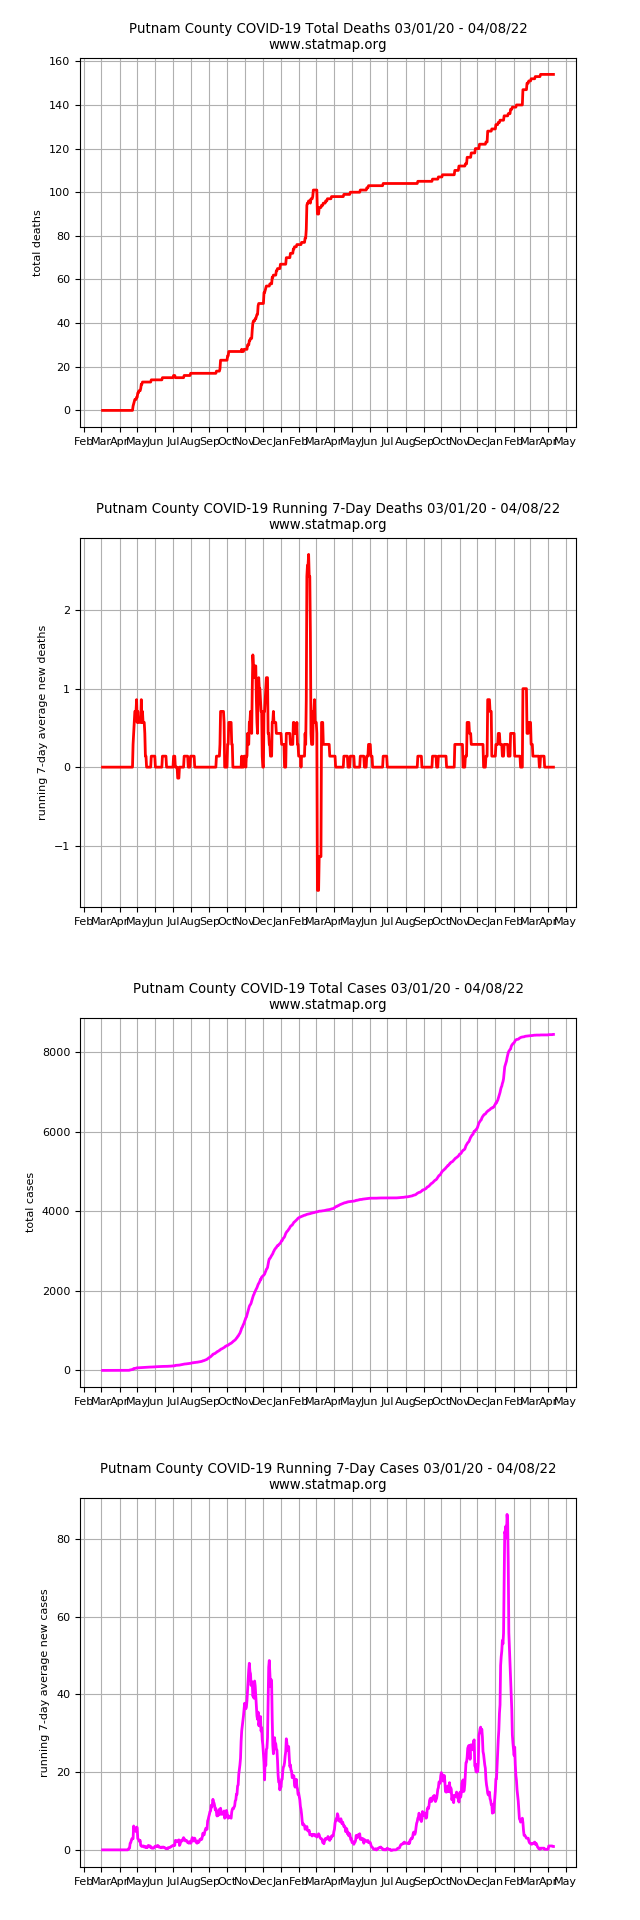 Putnam County COVID-19 Total Deaths 03/01/20 - 04/08/22
www.statmap.org
160
140
120
100
80
60
40
20
0
total deaths
Feb Mar Apr May Jun Jul Aug Sep Oct Nov Dec Jan Feb Mar Apr May Jun Jul Aug Sep Oct Nov Dec Jan Feb Mar Apr May
Putnam County COVID-19 Running 7-Day Deaths 03/01/20 - 04/08/22
www.statmap.org
2
1
0
−1
running 7-day average new deaths
Feb Mar Apr May Jun Jul Aug Sep Oct Nov Dec Jan Feb Mar Apr May Jun Jul Aug Sep Oct Nov Dec Jan Feb Mar Apr May
Putnam County COVID-19 Total Cases 03/01/20 - 04/08/22
www.statmap.org
8000
6000
4000
2000
0
total cases
Feb Mar Apr May Jun Jul Aug Sep Oct Nov Dec Jan Feb Mar Apr May Jun Jul Aug Sep Oct Nov Dec Jan Feb Mar Apr May
Putnam County COVID-19 Running 7-Day Cases 03/01/20 - 04/08/22
www.statmap.org
80
60
40
20
0
running 7-day average new cases
Feb Mar Apr May Jun Jul Aug Sep Oct Nov Dec Jan Feb Mar Apr May Jun Jul Aug Sep Oct Nov Dec Jan Feb Mar Apr May